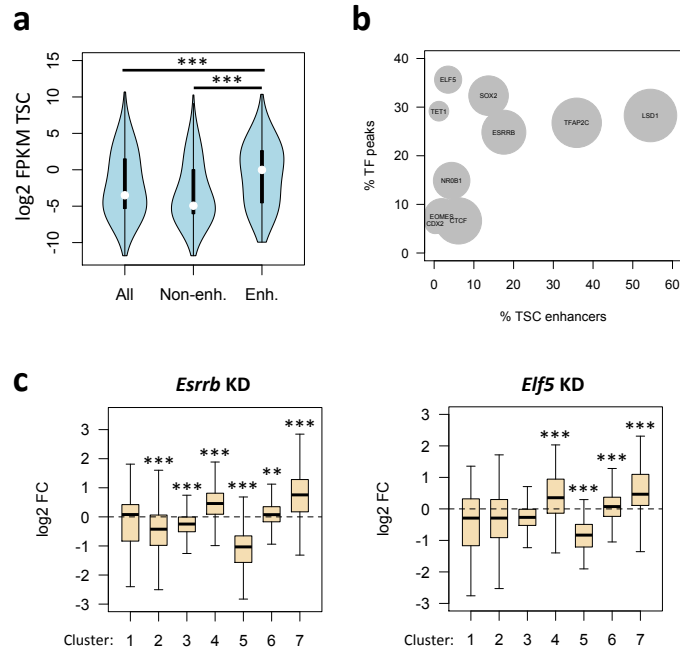 a
log2 FPKM TSC
15
10
5
0
-5
-10
***
***
All Non-enh. Enh.
b
% TF peaks
40
30
20
10
0
ELF5
SOX2
TET1
ESRRB
TFAP2C
LSD1
NR0B1
EOMES
CDX2
CTCF
0 10 20 30 40 50 60
% TSC enhancers
c
Esrrb KD
log2 FC
3
2
1
0
-1
-2
-3
*** *** *** *** ** ***
Cluster: 1 2 3 4 5 6 7
Elf5 KD
log2 FC
3
2
1
0
-1
-2
-3
*** *** *** ***
Cluster: 1 2 3 4 5 6 7